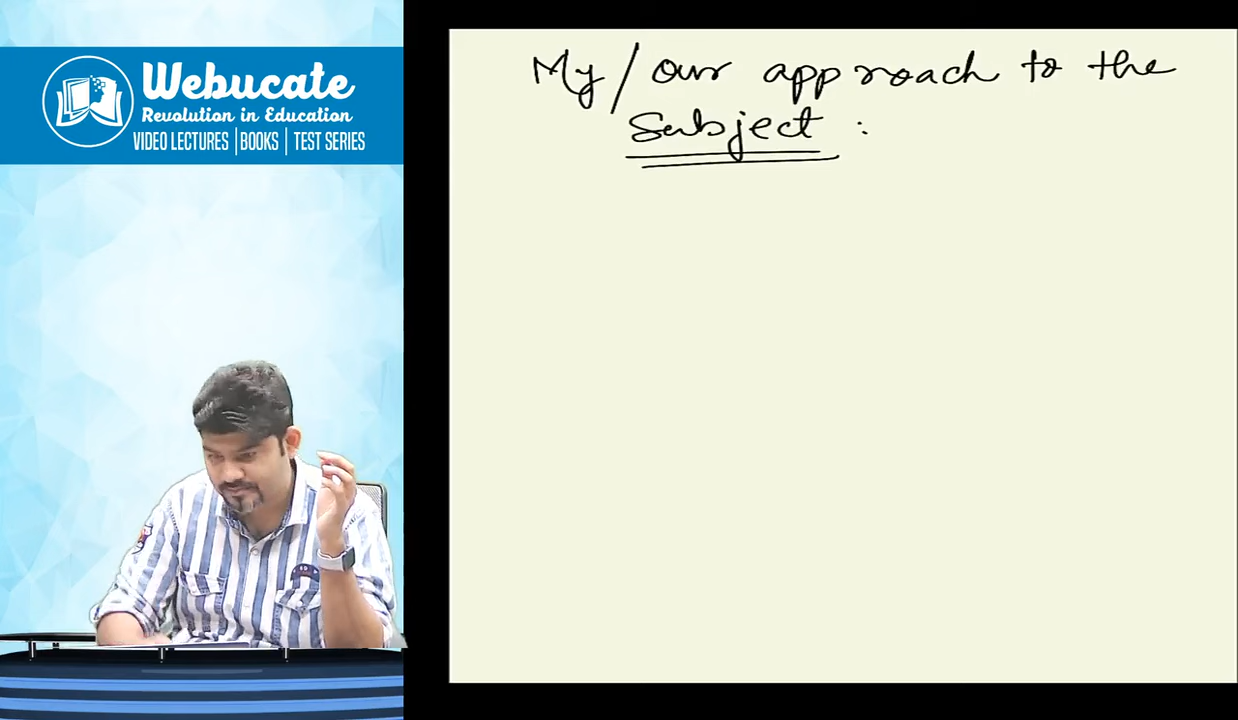 Webucate
Revolution in Education
VIDEO LECTURES | BOOKS | TEST SERIES
My/our approach to the
Subject :